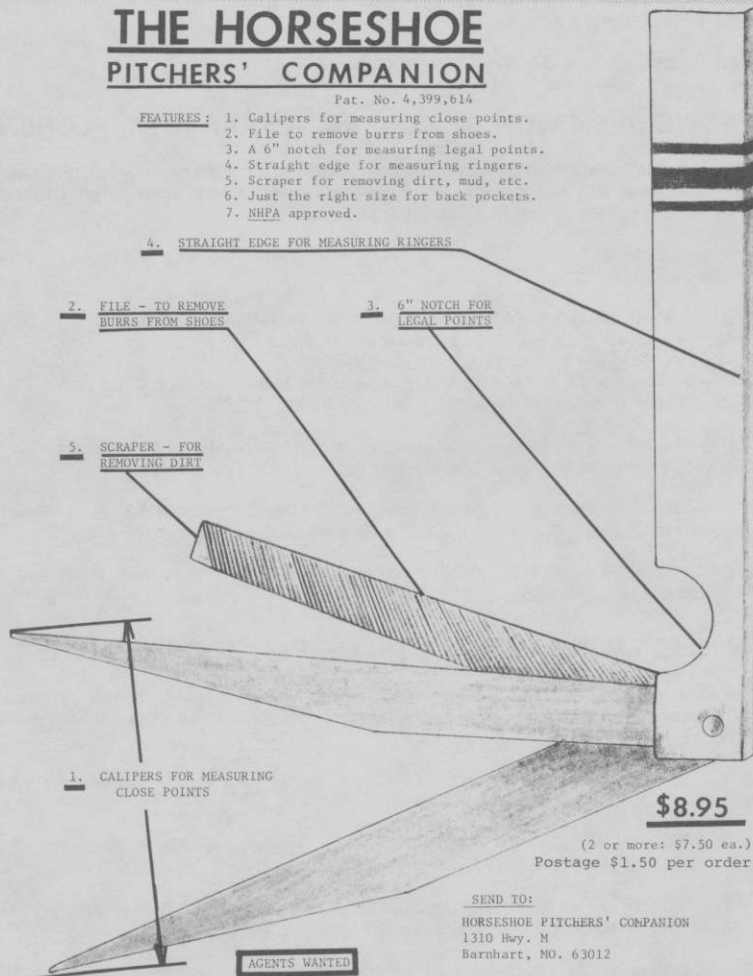 THE HORSESHOE
PITCHERS' COMPANION
Pat. No. 4,399,614
FEATURES: 1. Calipers for measuring close points.
2. File to remove burrs from shoes.
3. A 6" notch for measuring legal points.
4. Straight edge for measuring ringers.
5. Scraper for removing dirt, mud, etc.
6. Just the right size for back pockets.
7. NHPA approved.
4. STRAIGHT EDGE FOR MEASURING RINGERS
2. FILE - TO REMOVE
BURRS FROM SHOES
3. 6" NOTCH FOR
LEGAL POINTS
5. SCRAPER - FOR
REMOVING DIRT
1. CALIPERS FOR MEASURING
CLOSE POINTS
$8.95
(2 or more: $7.50 ea.)
Postage $1.50 per order
SEND TO:
HORSESHOE PITCHERS' COMPANION
1310 Hwy. M
Barnhart, MO. 63012
AGENTS WANTED